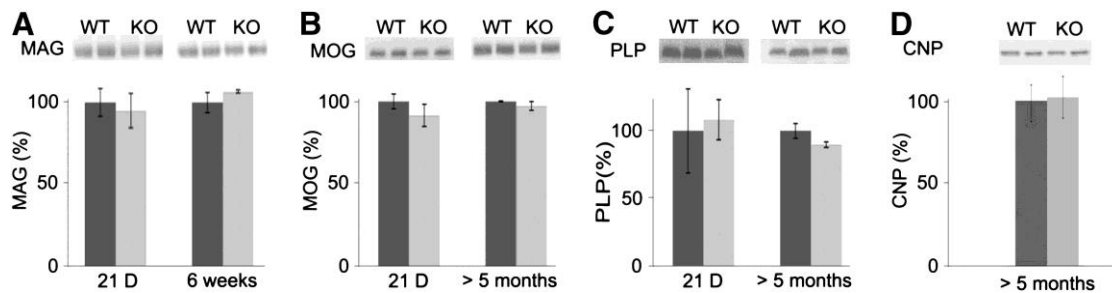 A
WT KO
MAG
MAG (%)
100
50
0
21 D
6 weeks
B
WT KO WT KO
MOG
MOG (%)
100
50
0
21 D
> 5 months
C
WT KO WT KO
PLP
PLP(%)
100
50
0
21 D
> 5 months
D
WT KO
CNP
CNP (%)
100
50
0
> 5 months